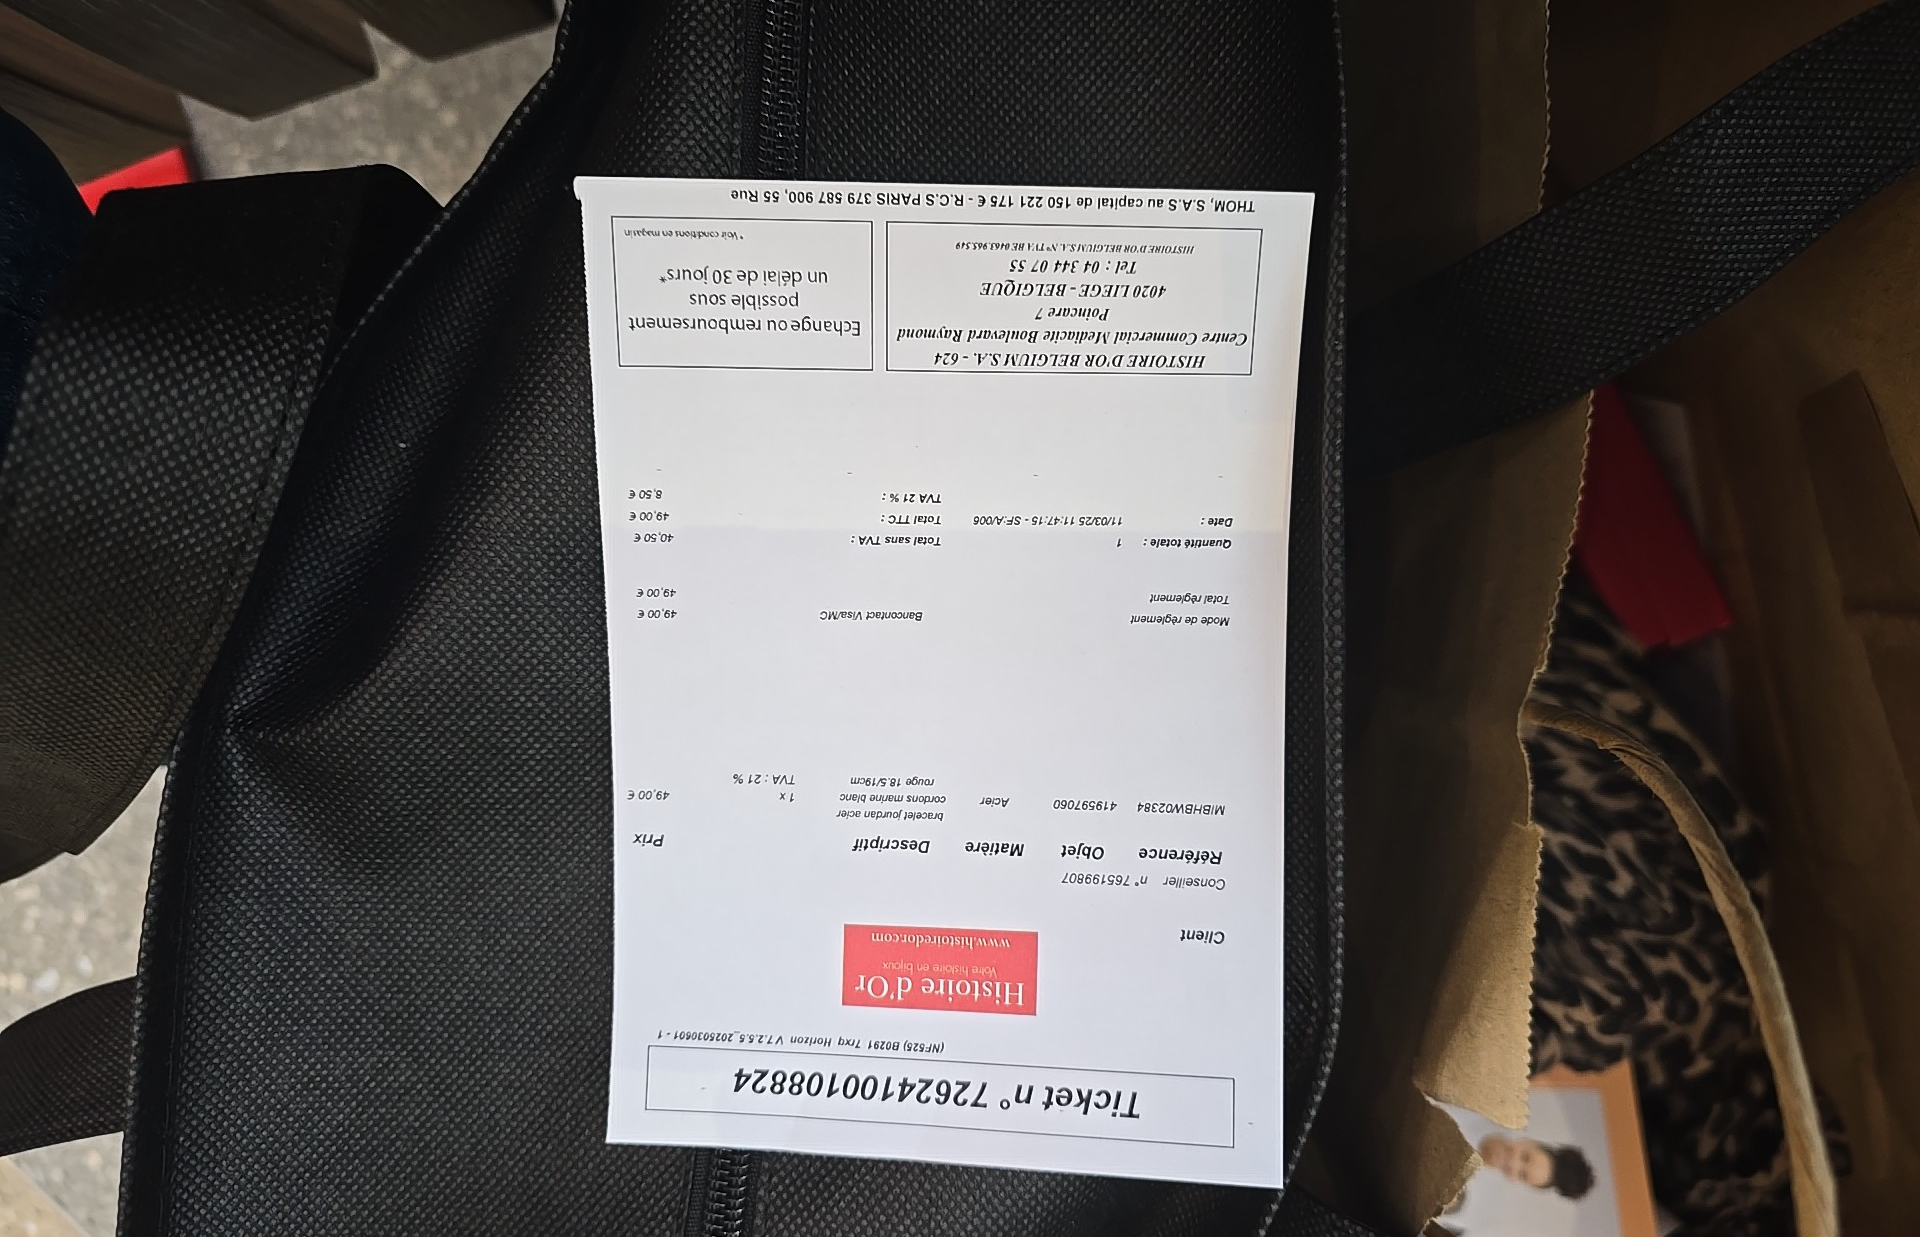 Ticket n° 72624100108824
(NF525) B0291 7rxq Horizon V 7.2.5.5_2025030601 - 1
Histoire d'Or
Votre histoire en bijoux
www.histoiredor.com
Client
Conseiller n° 765199807
Référence Objet Matière Descriptif Prix
MIBHBW02384 419597060 Acier bracelet jourdan acier 1 x 49,00 €
cordons marine blanc TVA : 21 %
rouge 18.5/19cm
Mode de règlement Bancontact Visa/MC 49,00 €
Total règlement 49,00 €
Quantité totale : 1 Total sans TVA : 40,50 €
Date : 11/03/25 11:47:15 - SF:A/006 Total TTC : 49,00 €
TVA 21 % : 8,50 €
HISTOIRE D'OR BELGIUM S.A. - 624
Centre Commercial Mediacite Boulevard Raymond
Poincare 7
4020 LIEGE - BELGIQUE
Tel : 04 344 07 55
HISTOIRE D'OR BELGIUM S.A. N° TVA BE 0463.965.549
Echange ou remboursement
possible sous
un délai de 30 jours*
* Voir conditions en magasin
THOM, S.A.S au capital de 150 221 175 € - R.C.S PARIS 379 587 900, 55 Rue